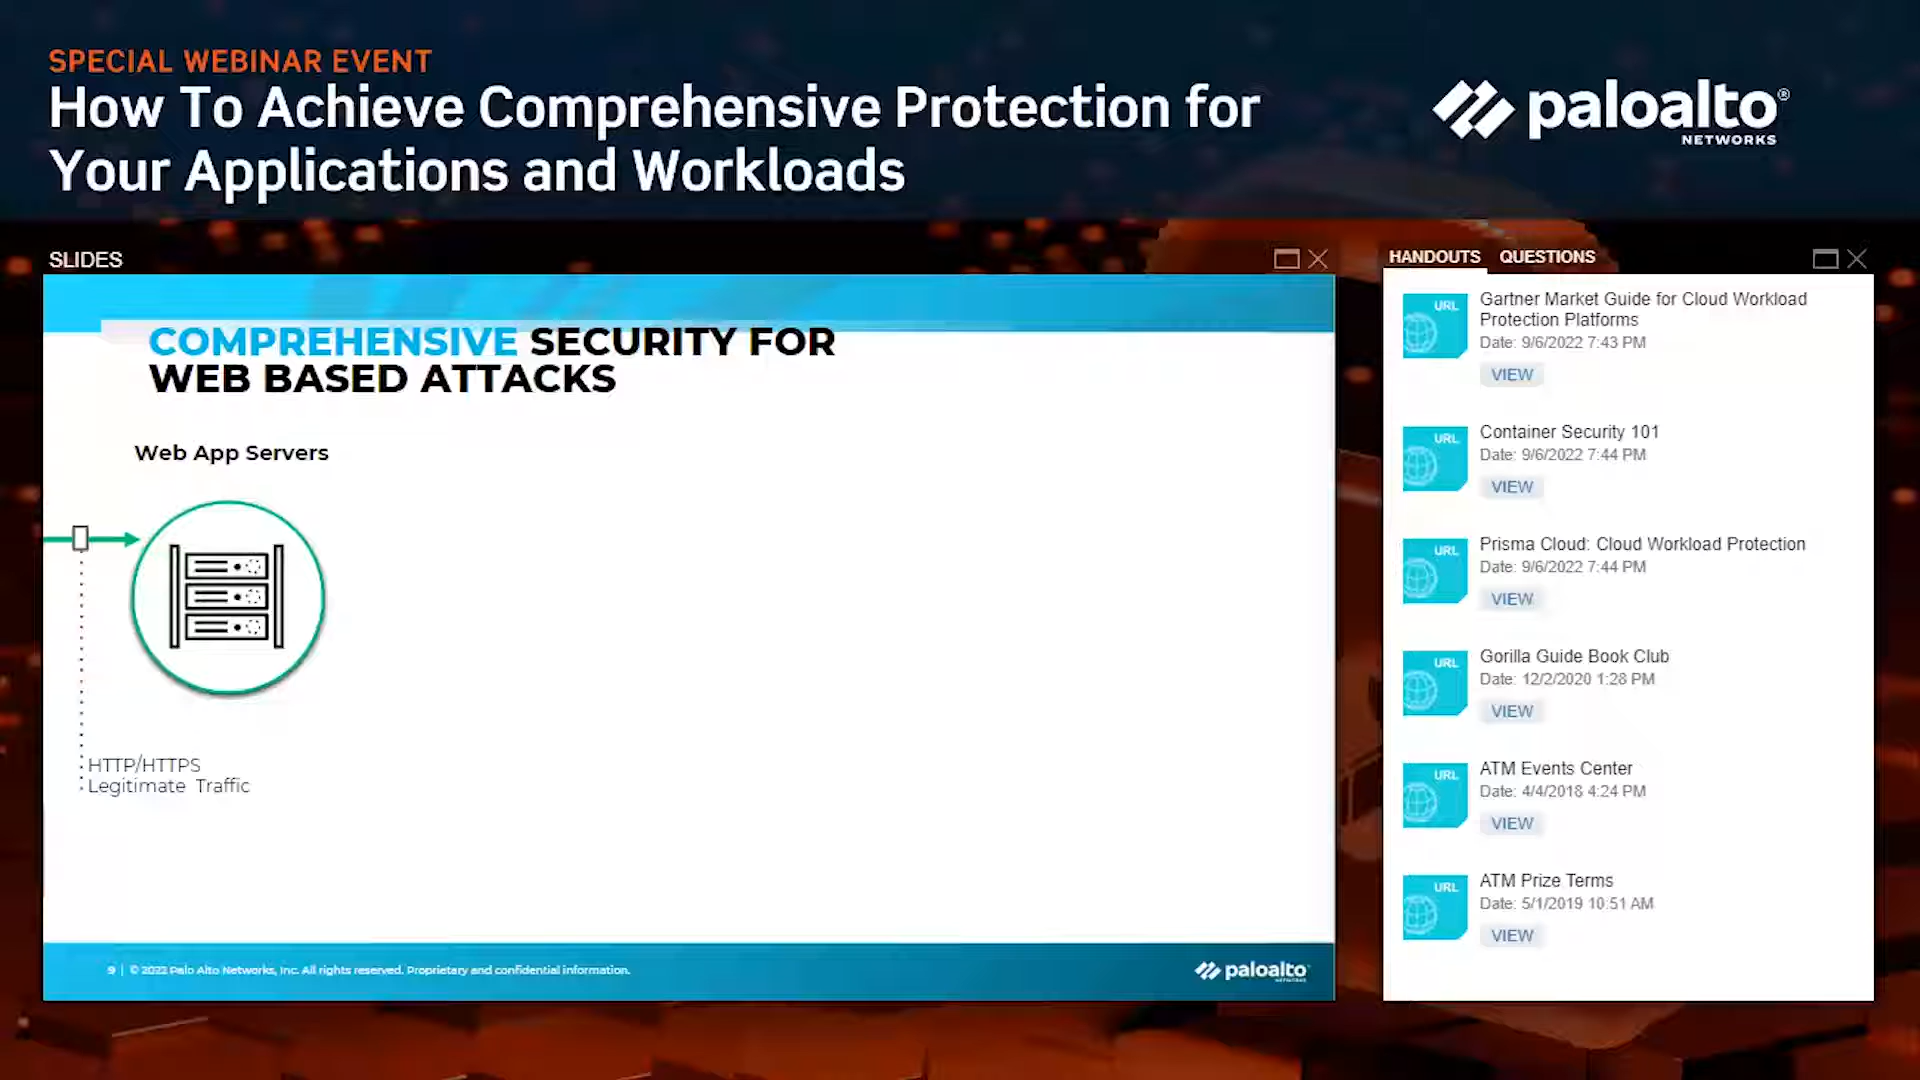 SPECIAL WEBINAR EVENT
How To Achieve Comprehensive Protection for
Your Applications and Workloads
paloalto®
NETWORKS
SLIDES
COMPREHENSIVE SECURITY FOR
WEB BASED ATTACKS
Web App Servers
HTTP/HTTPS
Legitimate Traffic
9 | © 2022 Palo Alto Networks, Inc. All rights reserved. Proprietary and confidential information.
paloalto
NETWORKS
HANDOUTS QUESTIONS
URL
Gartner Market Guide for Cloud Workload
Protection Platforms
Date: 9/6/2022 7:43 PM
VIEW
URL
Container Security 101
Date: 9/6/2022 7:44 PM
VIEW
URL
Prisma Cloud: Cloud Workload Protection
Date: 9/6/2022 7:44 PM
VIEW
URL
Gorilla Guide Book Club
Date: 12/2/2020 1:28 PM
VIEW
URL
ATM Events Center
Date: 4/4/2018 4:24 PM
VIEW
URL
ATM Prize Terms
Date: 5/1/2019 10:51 AM
VIEW